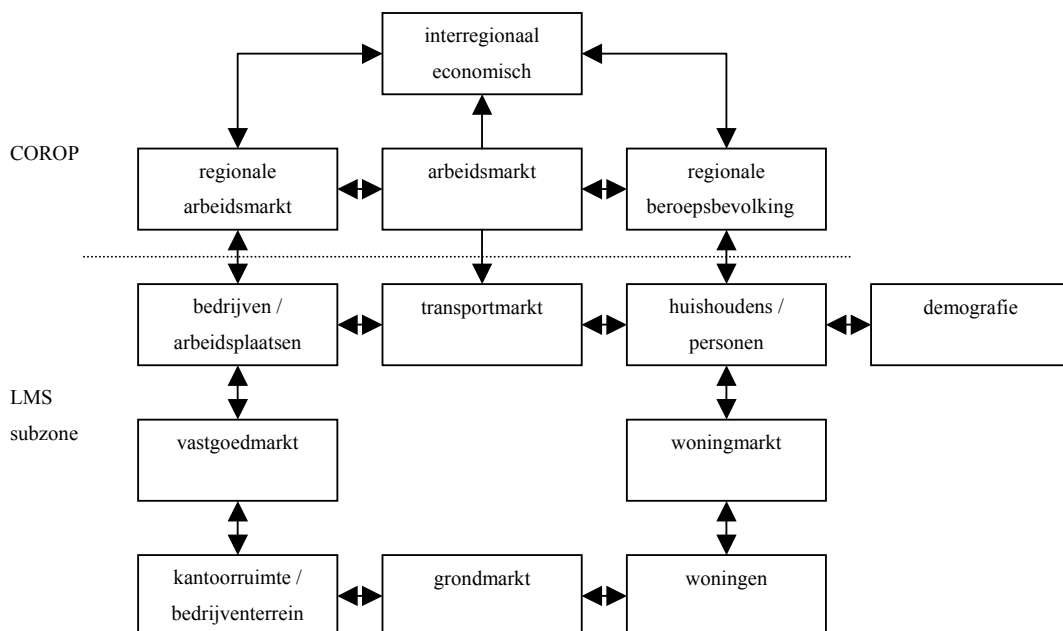 interregionaal
economisch
COROP
regionale
arbeidsmarkt
arbeidsmarkt
regionale
beroepsbevolking
bedrijven /
arbeidsplaatsen
transportmarkt
huishoudens /
personen
demografie
LMS
subzone
vastgoedmarkt
woningmarkt
kantoorruimte /
bedrijventerrein
grondmarkt
woningen